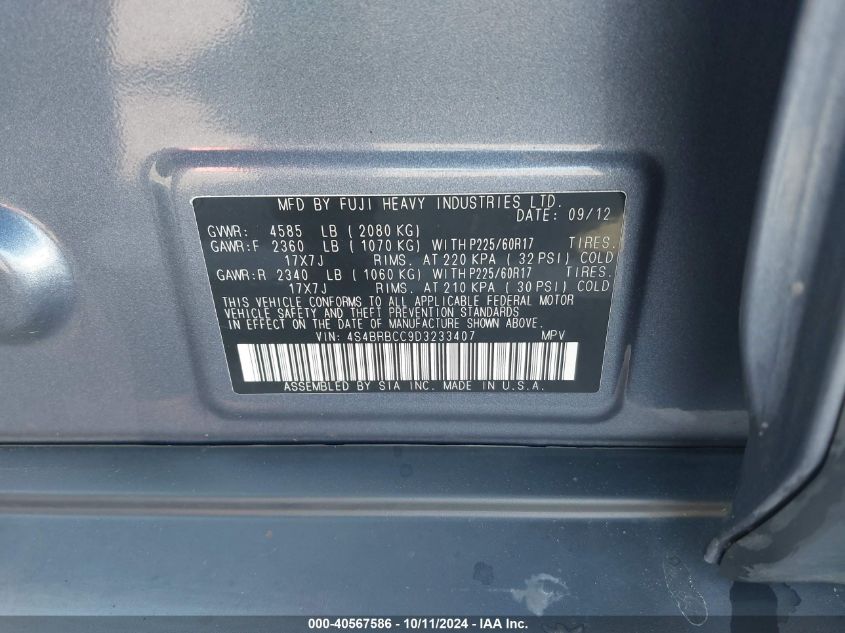 MFD BY FUJI HEAVY INDUSTRIES LTD.
DATE: 09/12
GVWR: 4585 LB ( 2080 KG)
GAWR:F 2360 LB ( 1070 KG) WITH P225/60R17 TIRES.
17X7J RIMS. AT 220 KPA ( 32 PSI) COLD
GAWR:R 2340 LB ( 1060 KG) WITH P225/60R17 TIRES.
17X7J RIMS. AT 210 KPA ( 30 PSI) COLD
THIS VEHICLE CONFORMS TO ALL APPLICABLE FEDERAL MOTOR
VEHICLE SAFETY AND THEFT PREVENTION STANDARDS
IN EFFECT ON THE DATE OF MANUFACTURE SHOWN ABOVE.
VIN: 4S4BRBCC9D3233407 MPV
ASSEMBLED BY SIA INC. MADE IN U.S.A.
000-40567586 - 10/11/2024 - IAA Inc.